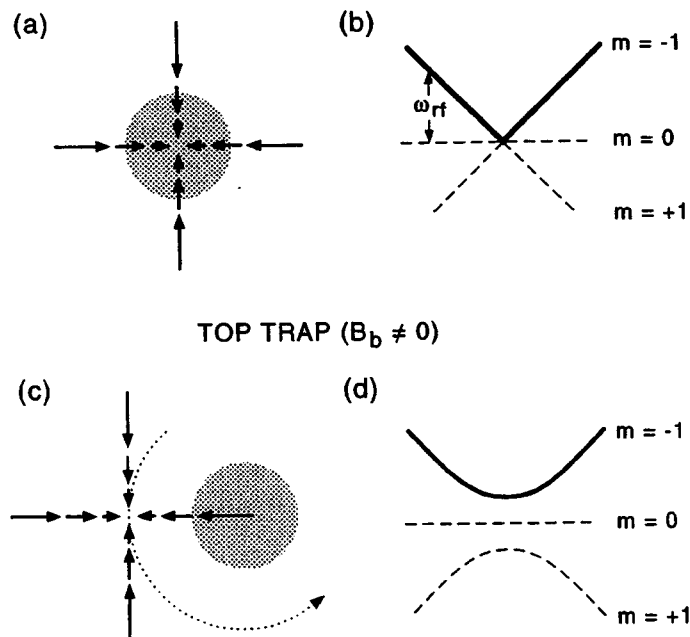 (a)
(b)
m = -1
ω_rf
m = 0
m = +1
TOP TRAP (B_b ≠ 0)
(c)
(d)
m = -1
m = 0
m = +1